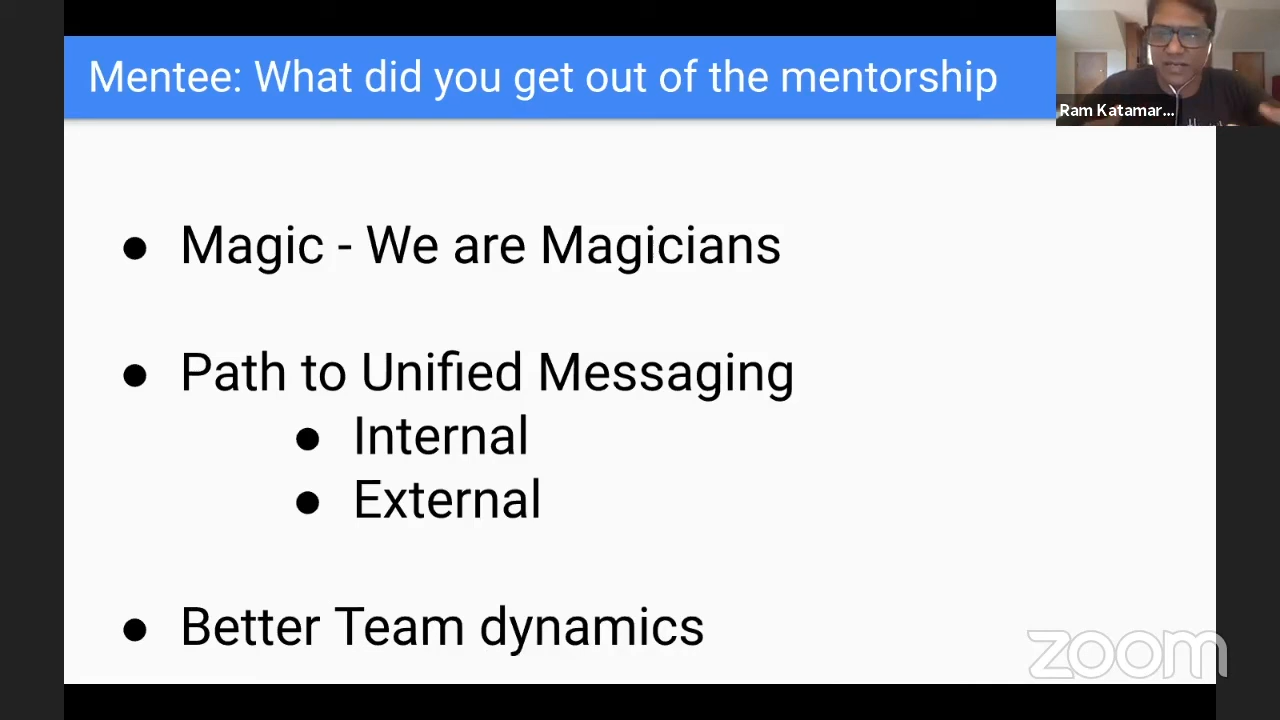 Mentee: What did you get out of the mentorship
Ram Katamar...
● Magic - We are Magicians
● Path to Unified Messaging
● Internal
● External
● Better Team dynamics
zoom